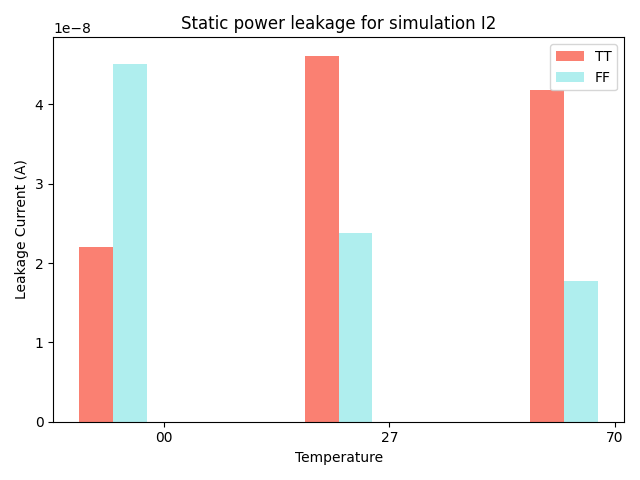 Static power leakage for simulation I2
1e−8
TT
FF
4
3
2
1
0
Leakage Current (A)
00
27
70
Temperature